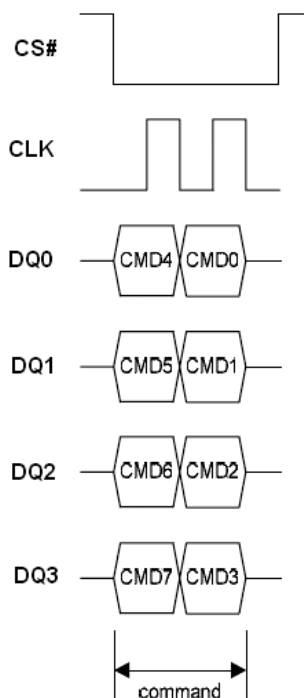 CS#
CLK
DQ0 CMD4 CMD0
DQ1 CMD5 CMD1
DQ2 CMD6 CMD2
DQ3 CMD7 CMD3
command